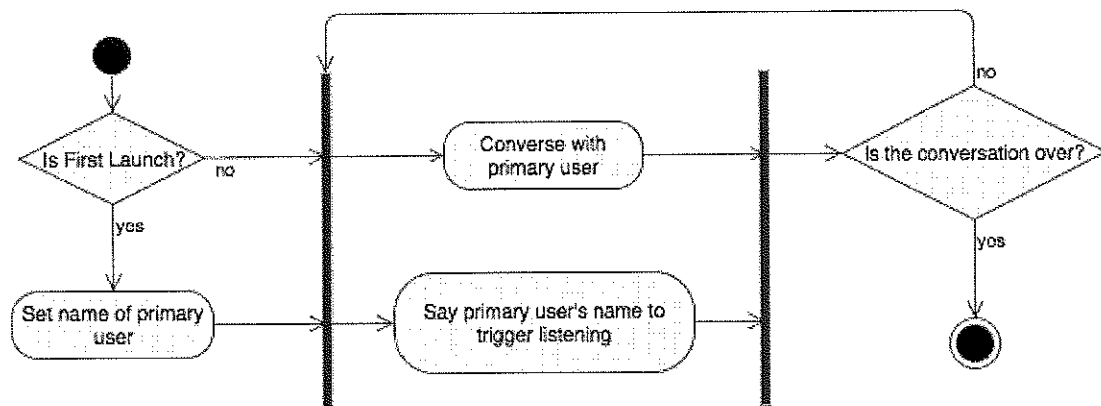 no
Is First Launch?
no
Converse with
primary user
Is the conversation over?
yes
yes
Set name of primary
user
Say primary user's name to
trigger listening